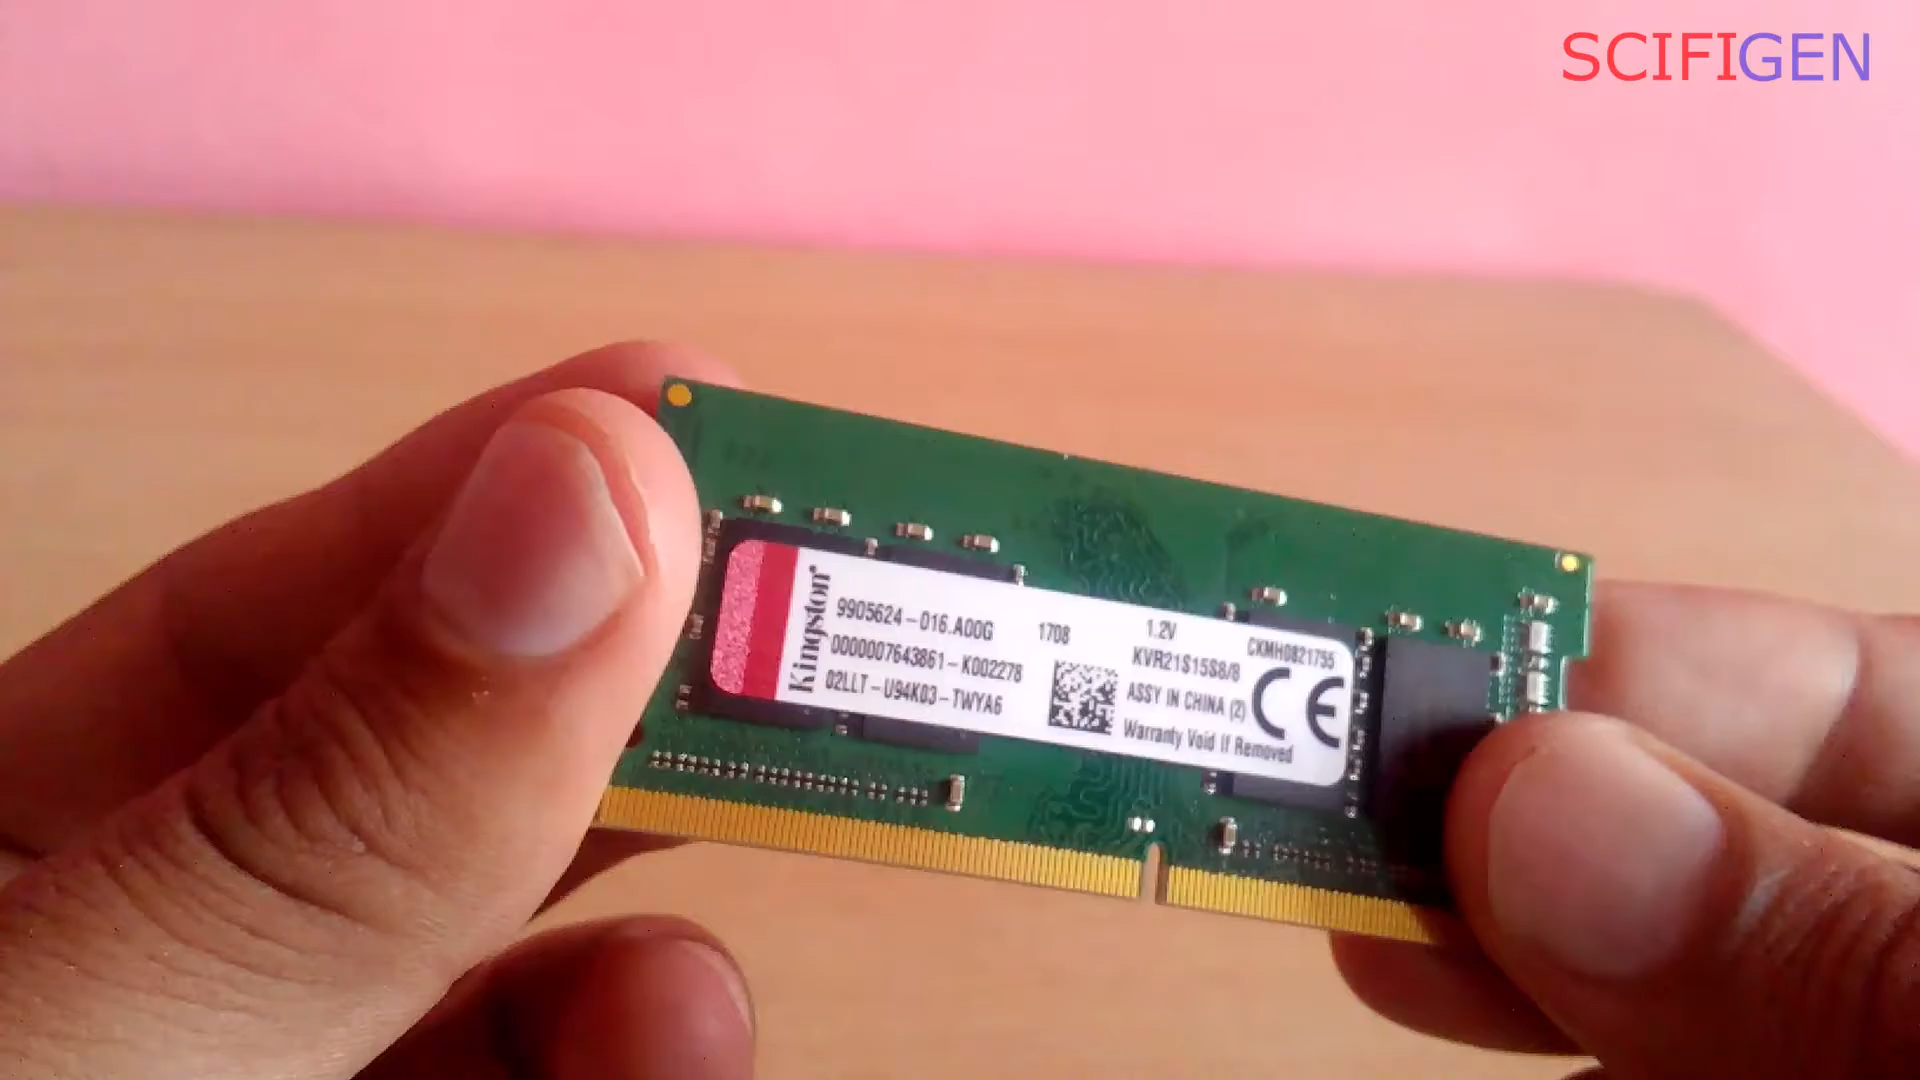 SCIFIGEN
Kingston
9905624-016.A00G
0000007643861-K002278
02LLT-U94K03-TWYA6
1708
1.2V
KVR21S15S8/8
ASSY IN CHINA (2)
Warranty Void If Removed
CKMH0821755
CE